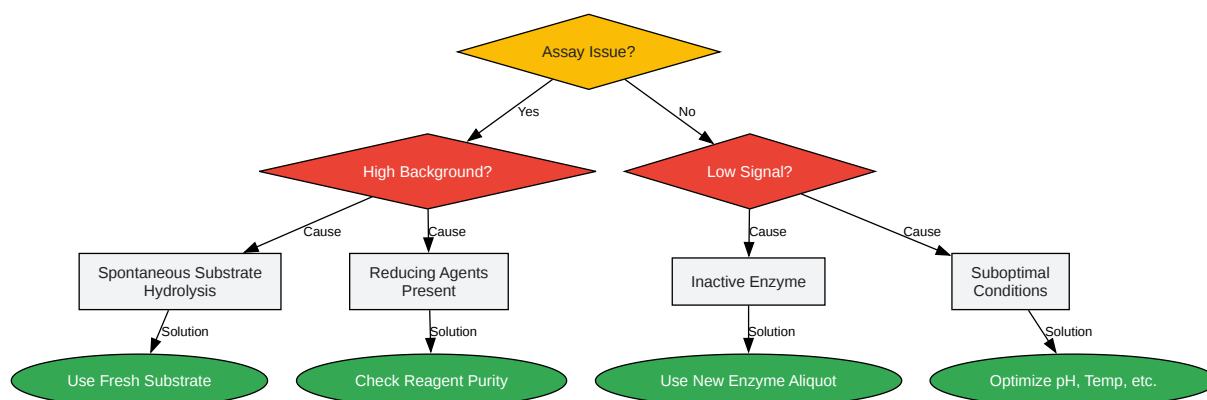 Assay Issue?
Yes
No
High Background?
Low Signal?
Cause
Cause
Cause
Cause
Spontaneous Substrate
Hydrolysis
Reducing Agents
Present
Inactive Enzyme
Suboptimal
Conditions
Solution
Solution
Solution
Solution
Use Fresh Substrate
Check Reagent Purity
Use New Enzyme Aliquot
Optimize pH, Temp, etc.